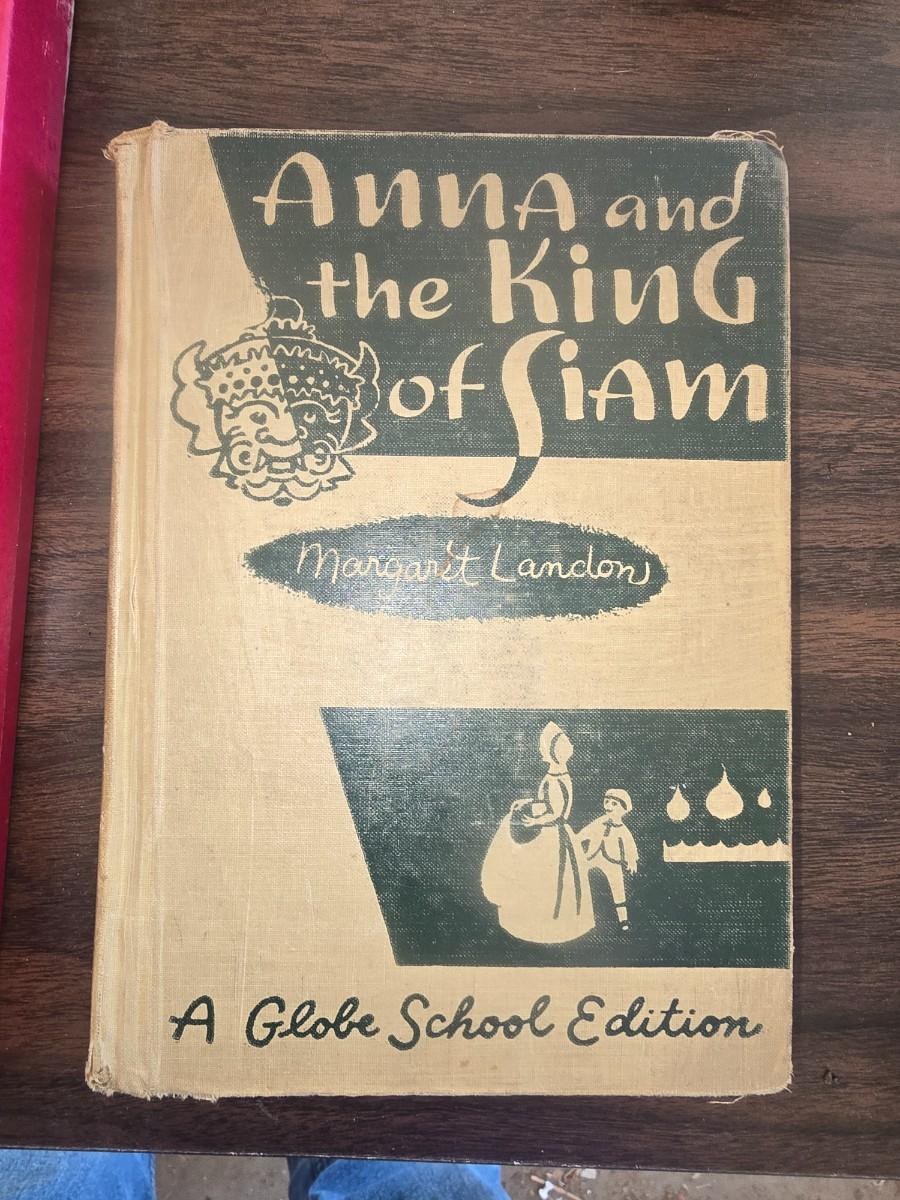 Anna and
the King
of Siam
Margaret Landon
A Globe School Edition